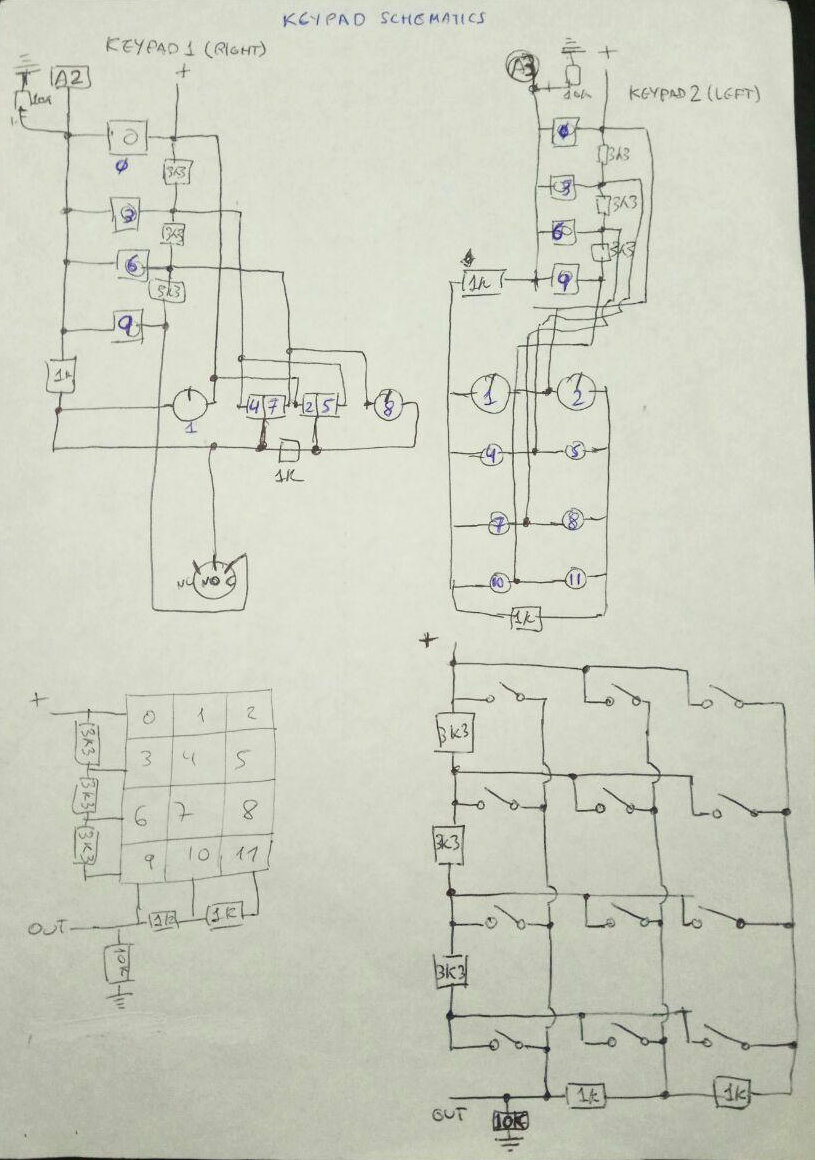 KEYPAD SCHEMATICS
KEYPAD 1 (RIGHT)
A2
+
10k
0
0
3k3
3
3k3
6
3k3
9
1k
1
4 7
2 5
8
1k
NC NO C
A3
+
10k
KEYPAD 2 (LEFT)
0
3k3
3
3k3
6
3k3
1k
9
1
2
4
5
7
8
10
11
1k
+
0 1 2
3k3
3 4 5
3k3
6 7 8
3k3
9 10 11
OUT
1k
1k
10k
+
3k3
3k3
3k3
OUT
10K
1k
1k